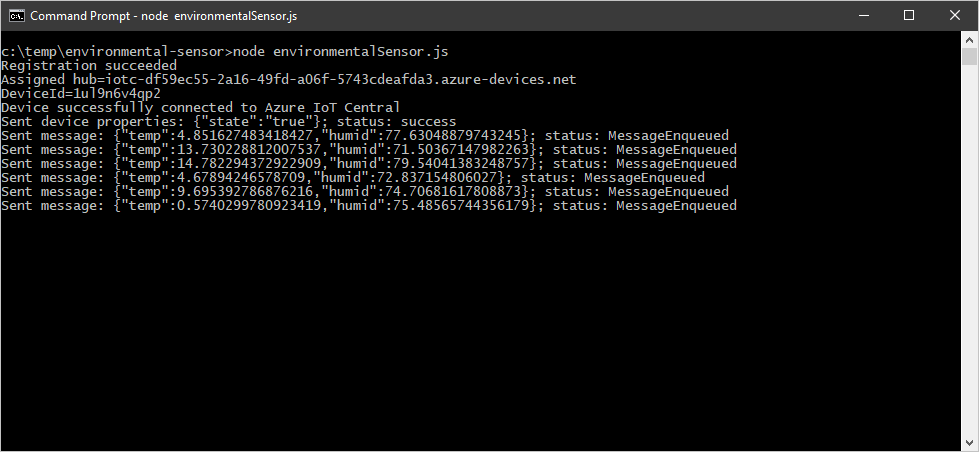 Command Prompt - node environmentalSensor.js
c:\temp\environmental-sensor>node environmentalSensor.js
Registration succeeded
Assigned hub=iotc-df59ec55-2a16-49fd-a06f-5743cdeafda3.azure-devices.net
DeviceId=1ul9n6v4qp2
Device successfully connected to Azure IoT Central
Sent device properties: {"state":"true"}; status: success
Sent message: {"temp":4.851627483418427,"humid":77.63048879743245}; status: MessageEnqueued
Sent message: {"temp":13.730228812007537,"humid":71.50367147982263}; status: MessageEnqueued
Sent message: {"temp":14.782294372922909,"humid":79.54041383248757}; status: MessageEnqueued
Sent message: {"temp":4.67894246578709,"humid":72.837154806027}; status: MessageEnqueued
Sent message: {"temp":9.695392786876216,"humid":74.70681617808873}; status: MessageEnqueued
Sent message: {"temp":0.5740299780923419,"humid":75.48565744356179}; status: MessageEnqueued